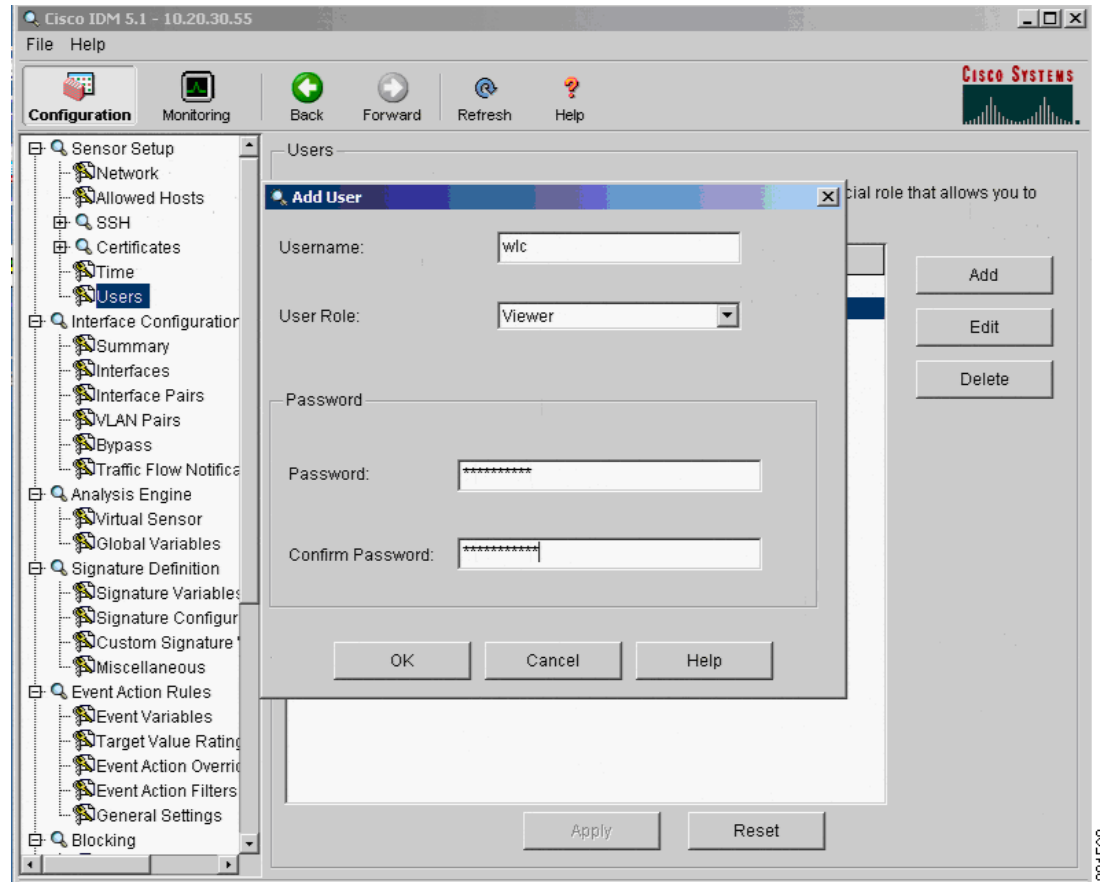 Cisco IDM 5.1 - 10.20.30.55
File Help
Configuration Monitoring Back Forward Refresh Help
CISCO SYSTEMS
Sensor Setup
Network
Allowed Hosts
SSH
Certificates
Time
Users
Interface Configuration
Summary
Interfaces
Interface Pairs
VLAN Pairs
Bypass
Traffic Flow Notifica
Analysis Engine
Virtual Sensor
Global Variables
Signature Definition
Signature Variables
Signature Configur
Custom Signature
Miscellaneous
Event Action Rules
Event Variables
Target Value Rating
Event Action Overric
Event Action Filters
General Settings
Blocking
Users
cial role that allows you to
Add
Edit
Delete
Add User
Username: wlc
User Role: Viewer
Password
Password: **********
Confirm Password: ***********
OK Cancel Help
Apply Reset